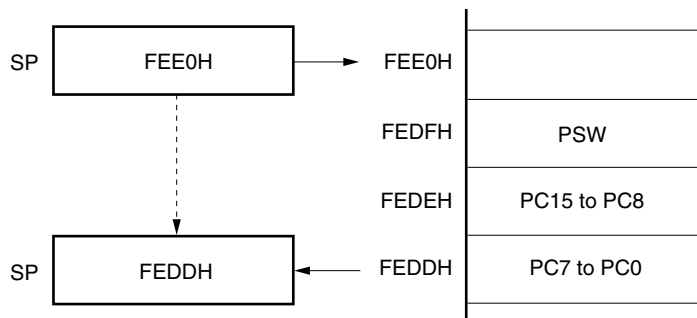 SP FEE0H FEE0H
FEDFH PSW
FEDEH PC15 to PC8
SP FEDDH FEDDH PC7 to PC0